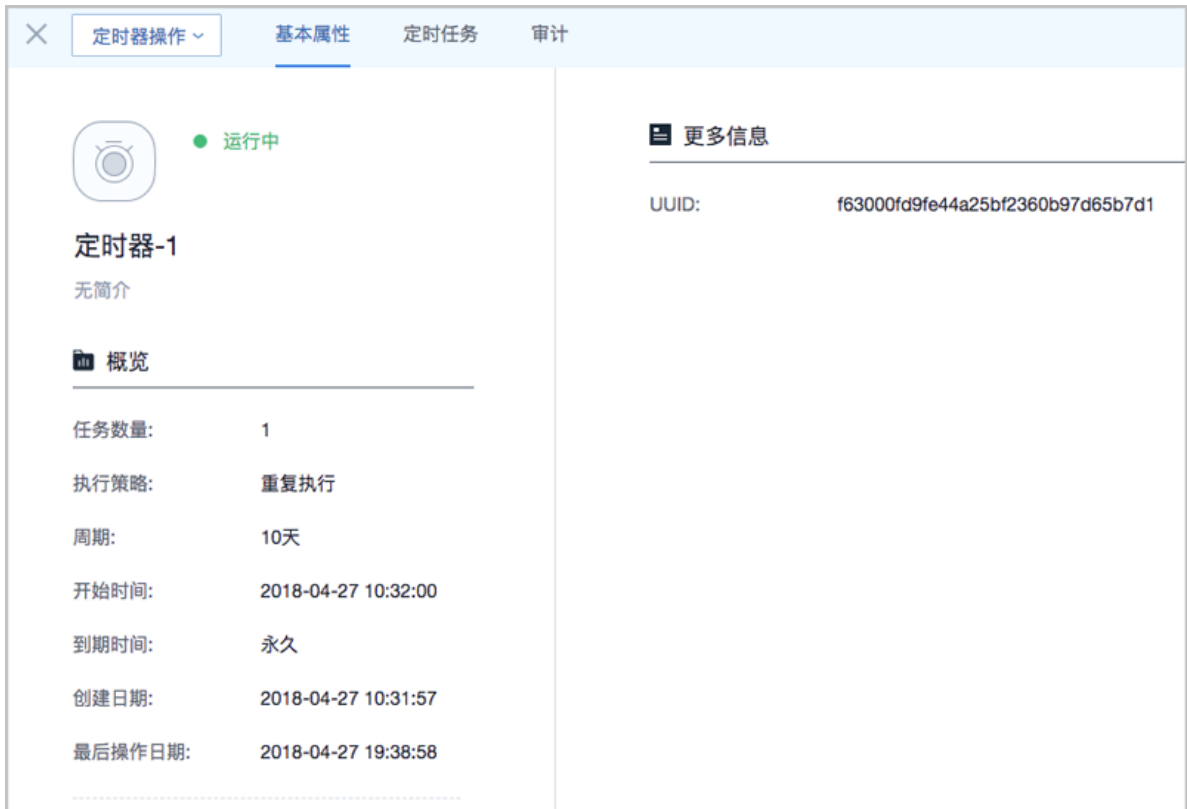 定时器操作 基本属性 定时任务 审计
运行中
定时器-1
无简介
概览
任务数量: 1
执行策略: 重复执行
周期: 10天
开始时间: 2018-04-27 10:32:00
到期时间: 永久
创建日期: 2018-04-27 10:31:57
最后操作日期: 2018-04-27 19:38:58
更多信息
UUID: f63000fd9fe44a25bf2360b97d65b7d1